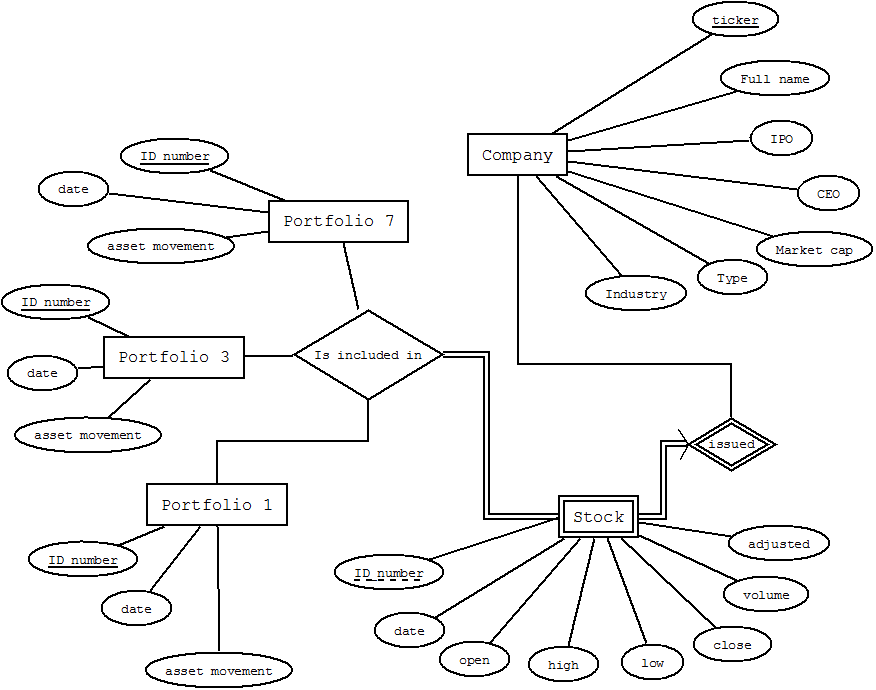 ticker
Full name
IPO
Company
ID number
CEO
date
Portfolio 7
asset movement
Market cap
Type
Industry
ID number
Portfolio 3
Is included in
date
asset movement
issued
Portfolio 1
Stock
ID number
adjusted
ID number
date
volume
date
close
open
high
low
asset movement